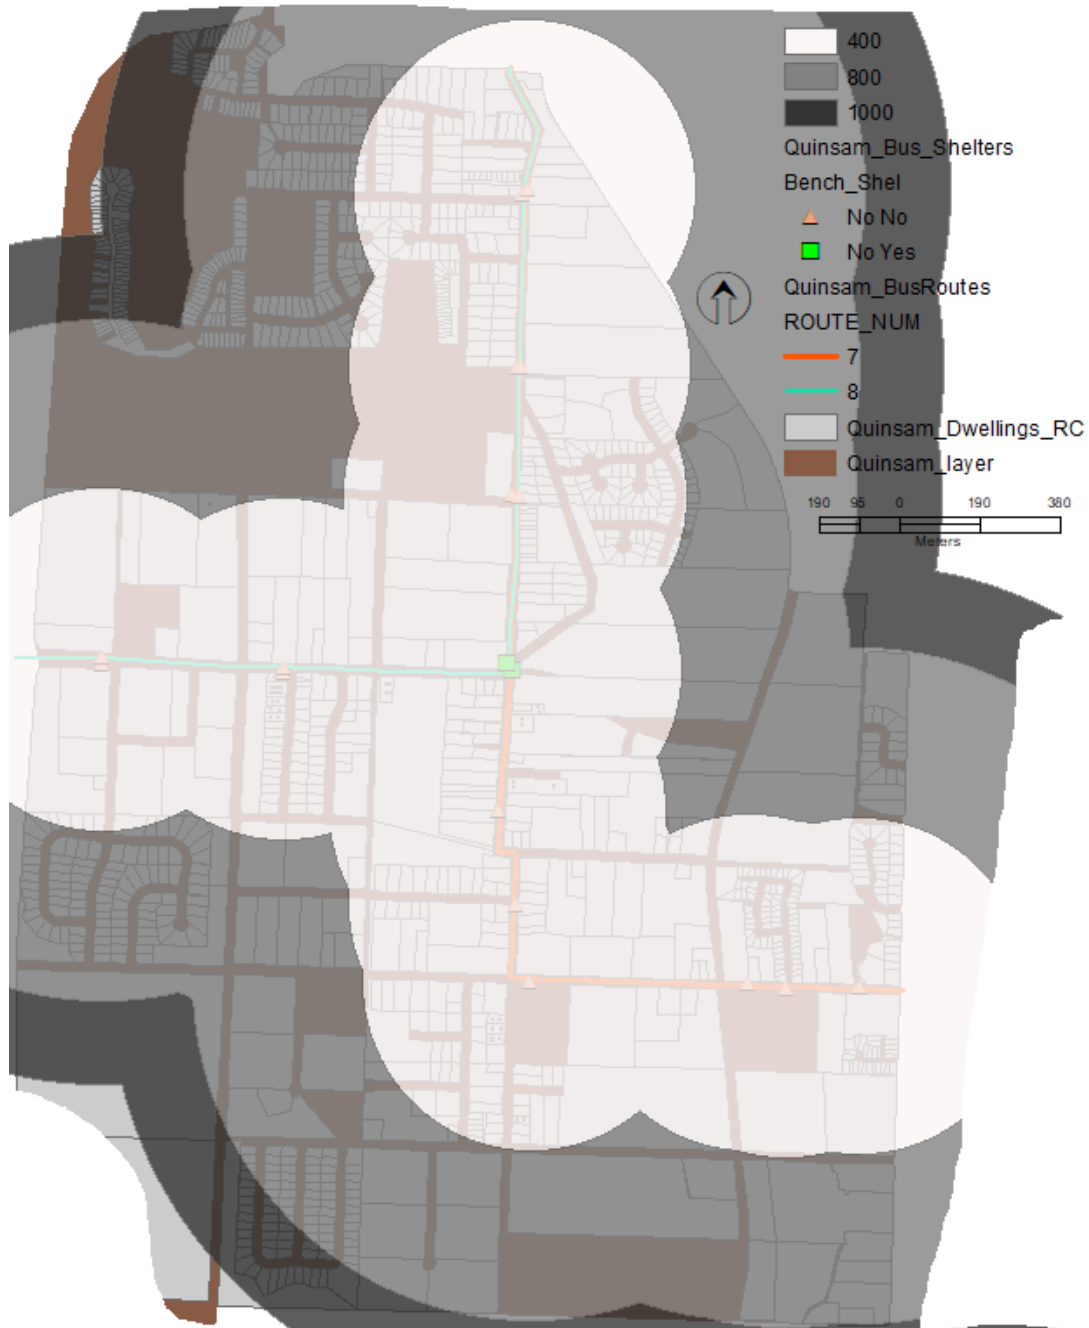 400
800
1000
Quinsam_Bus_Shelters
Bench_Shel
No No
No Yes
Quinsam_BusRoutes
ROUTE_NUM
7
8
Quinsam_Dwellings_RC
Quinsam_layer
190 95 0 190 380
Meters